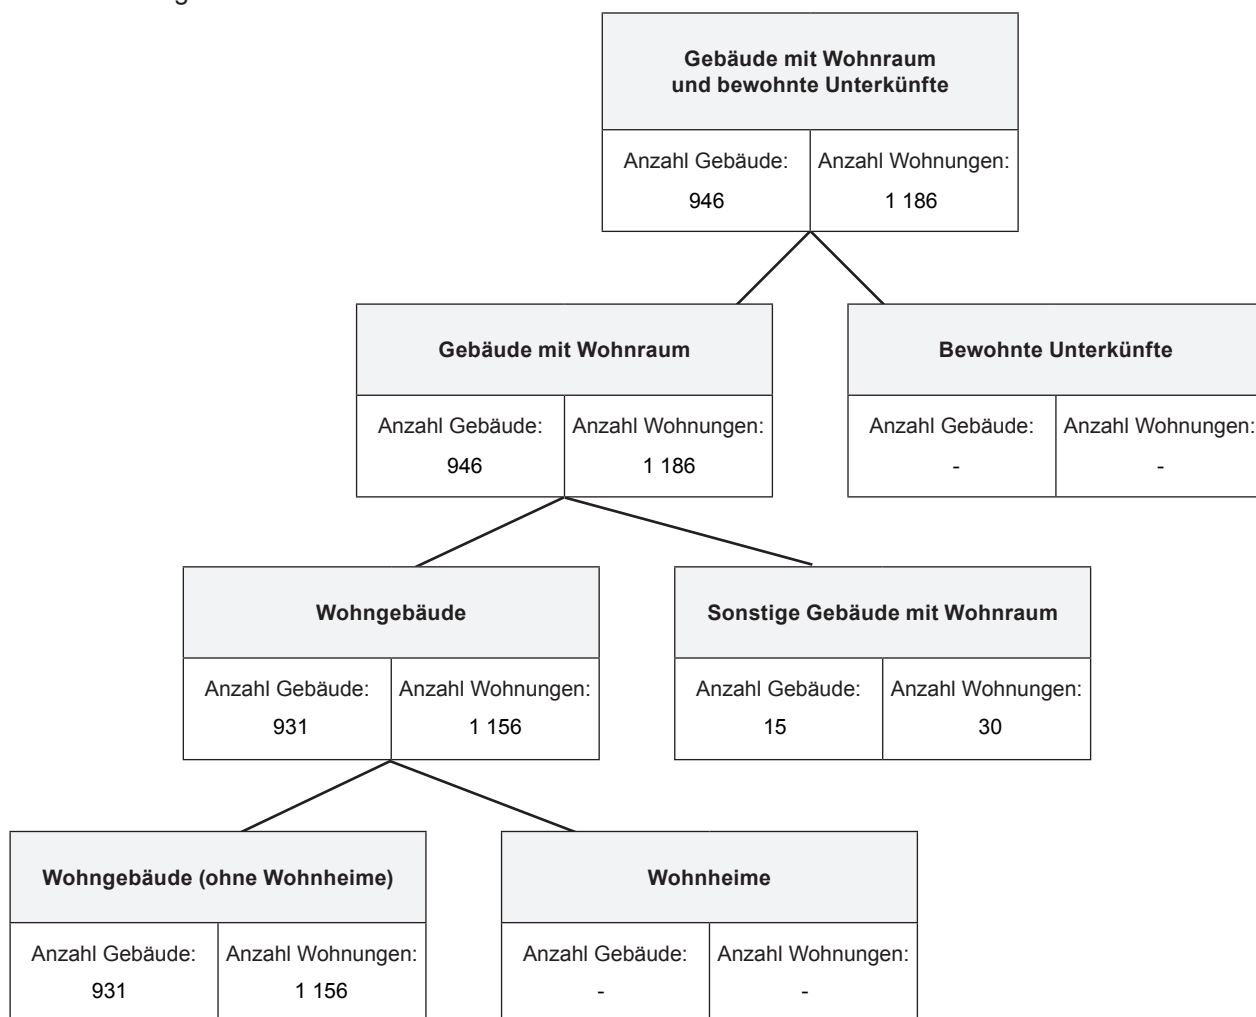 Gebäude mit Wohnraum
und bewohnte Unterkünfte
Anzahl Gebäude: Anzahl Wohnungen:
946 1 186
Gebäude mit Wohnraum
Anzahl Gebäude: Anzahl Wohnungen:
946 1 186
Bewohnte Unterkünfte
Anzahl Gebäude: Anzahl Wohnungen:
- -
Wohngebäude
Anzahl Gebäude: Anzahl Wohnungen:
931 1 156
Sonstige Gebäude mit Wohnraum
Anzahl Gebäude: Anzahl Wohnungen:
15 30
Wohngebäude (ohne Wohnheime)
Anzahl Gebäude: Anzahl Wohnungen:
931 1 156
Wohnheime
Anzahl Gebäude: Anzahl Wohnungen:
- -